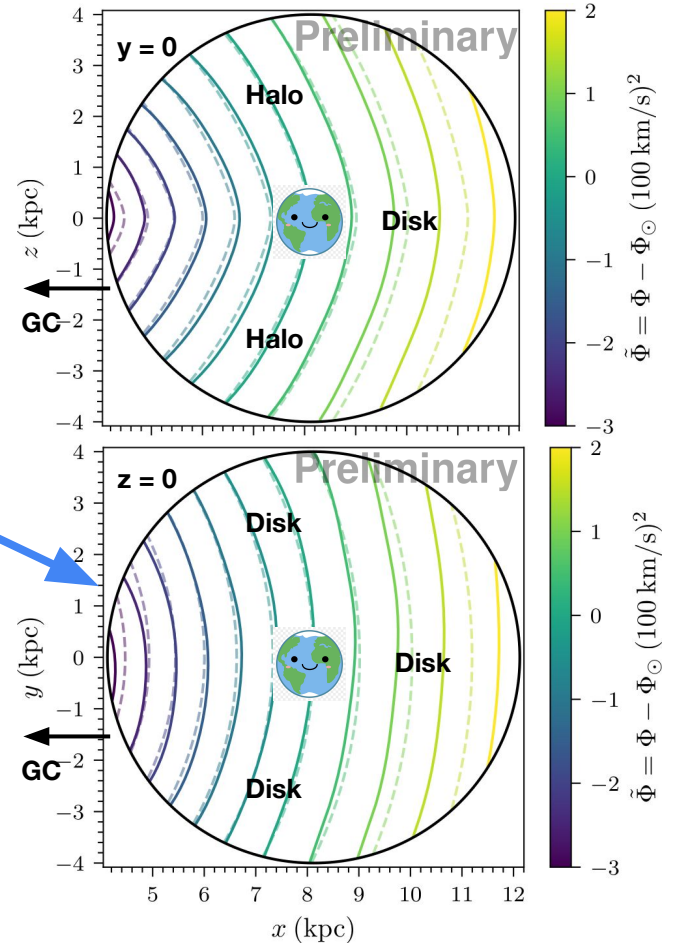 Preliminary
y = 0
Halo
Disk
Halo
GC
4
3
2
1
0
−1
−2
−3
−4
z (kpc)
2
1
0
−1
−2
−3
Φ̃ = Φ − Φ⊙ (100 km/s)²
Preliminary
z = 0
Disk
Disk
Disk
GC
4
3
2
1
0
−1
−2
−3
−4
y (kpc)
5 6 7 8 9 10 11 12
x (kpc)
2
1
0
−1
−2
−3
Φ̃ = Φ − Φ⊙ (100 km/s)²